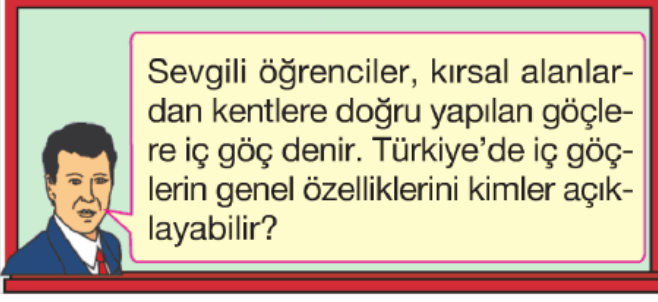 Sevgili öğrenciler, kırsal alanlar-
dan kentlere doğru yapılan göçle-
re iç göç denir. Türkiye’de iç göç-
lerin genel özelliklerini kimler açık-
layabilir?